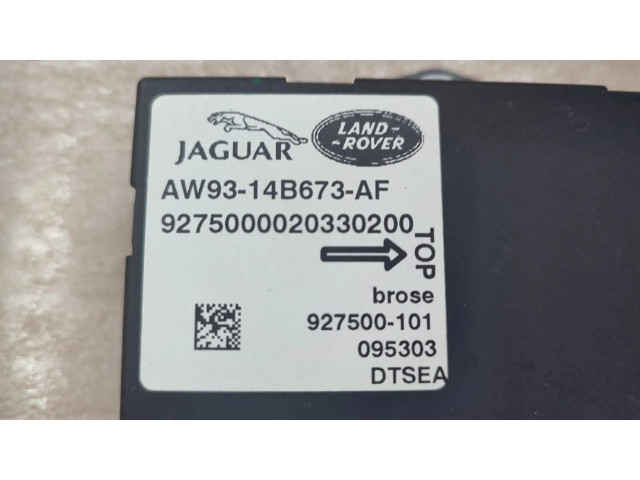 JAGUAR
LAND-
-ROVER
AW93-14B673-AF
9275000020330200
TOP
brose
927500-101
095303
DTSEA